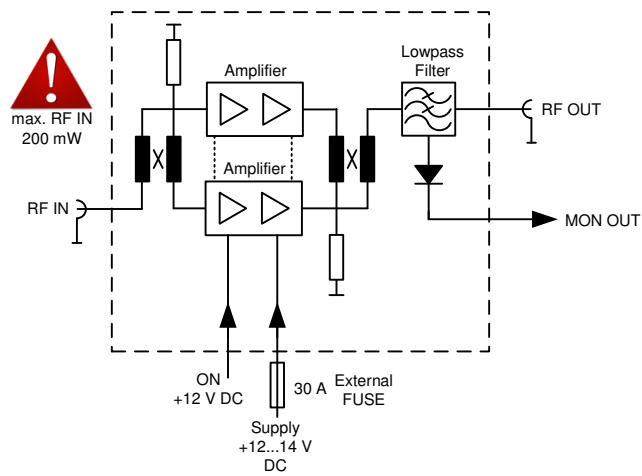 Amplifier
Lowpass
Filter
max. RF IN
200 mW
RF OUT
Amplifier
RF IN
MON OUT
ON
+12 V DC
30 A
External
FUSE
Supply
+12...14 V
DC